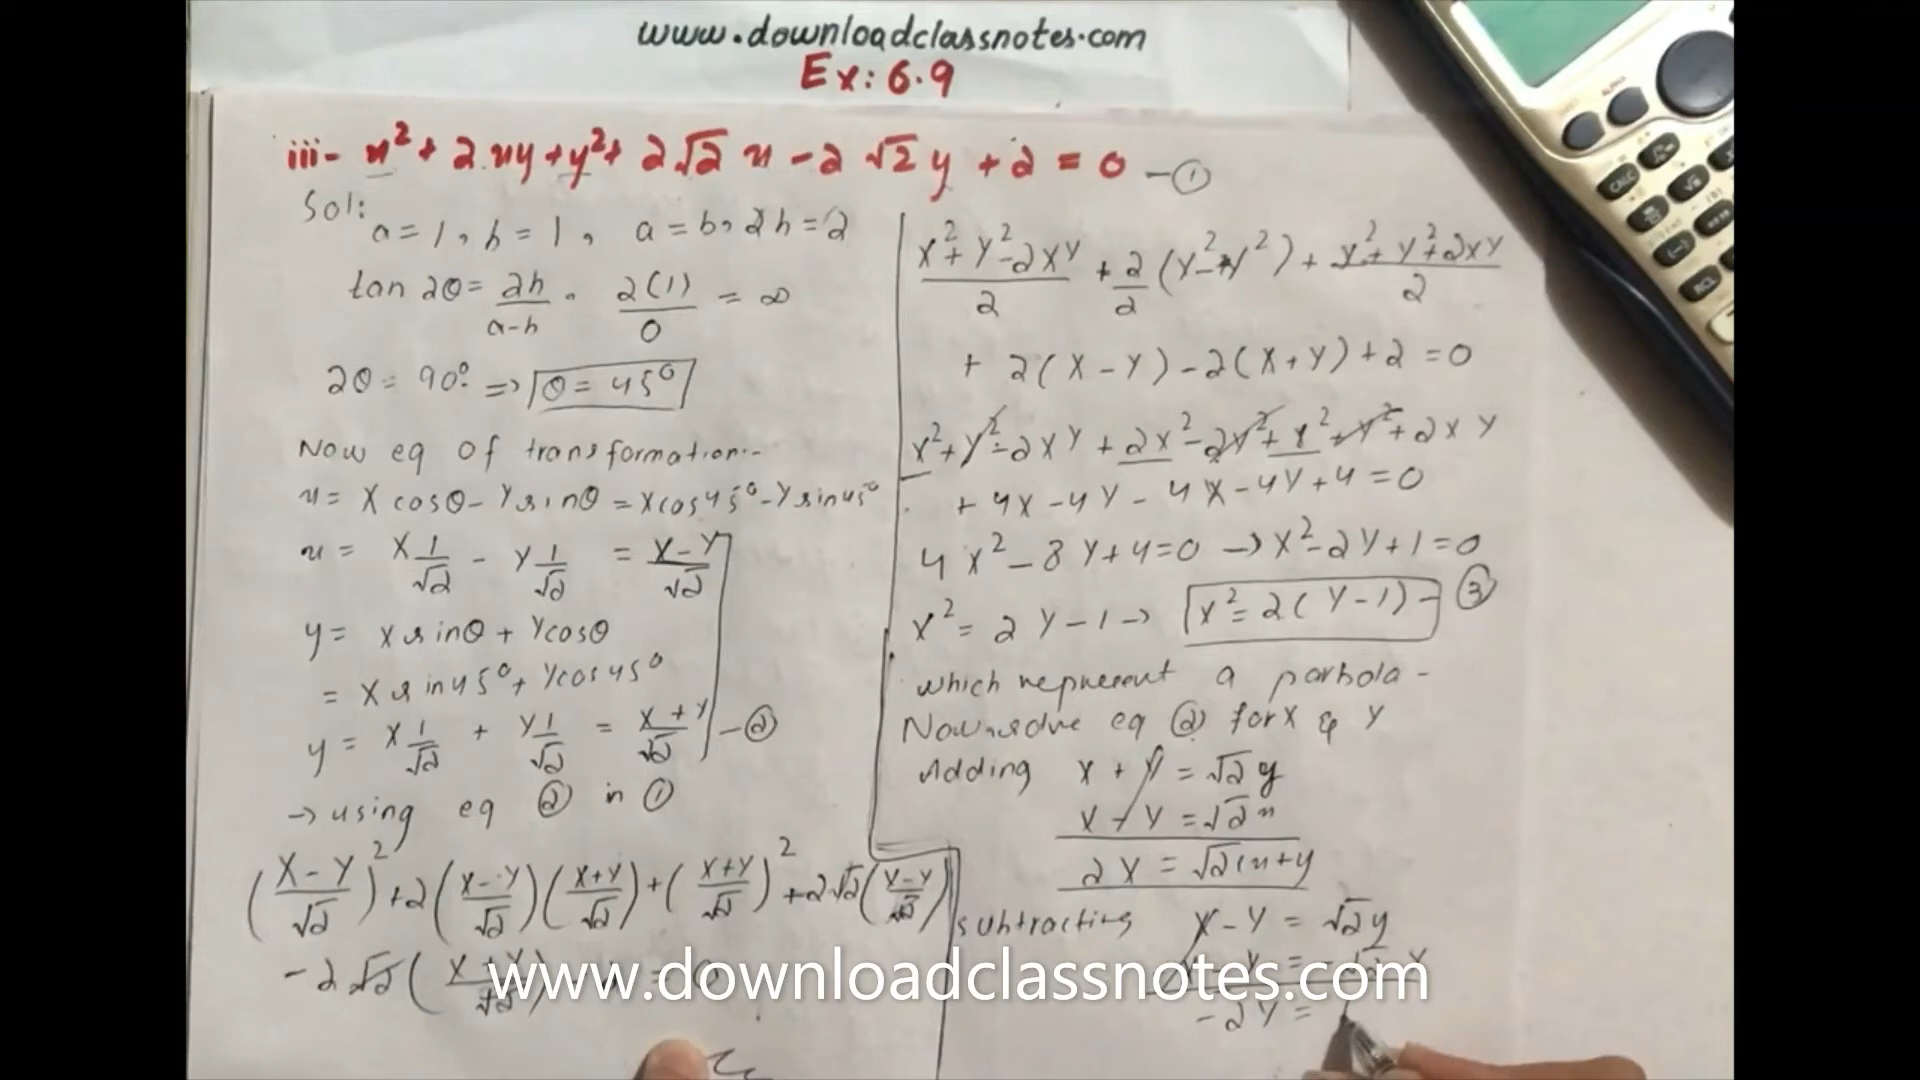 www.downloadclassnotes.com
Ex: 6.9
iii- x² + 2xy + y² + 2√2 x - 2√2 y + 2 = 0 - ①
Sol:
a = 1, b = 1, a = b, 2h = 2
tan 2θ = 2h/a-b = 2(1)/0 = ∞
2θ = 90° => θ = 45°
Now eq of transformation:-
x = X cosθ - Y sinθ = X cos45° - Y sin45°
x = X 1/√2 - Y 1/√2 = X-Y/√2
y = X sinθ + Y cosθ
= X sin45° + Y cos45°
y = X 1/√2 + Y 1/√2 = X+Y/√2 - ②
→ using eq ② in ①
(X-Y/√2)² + 2(X-Y/√2)(X+Y/√2) + (X+Y/√2)² + 2√2(X-Y/√2)
- 2√2(X+Y/√2) = 0
X²+Y²-2XY/2 + 2/2 (X²-Y²) + X²+Y²+2XY/2
+ 2(X-Y) - 2(X+Y) + 2 = 0
X²+Y²-2XY + 2X²-2Y²+X²+Y²+2XY
+ 4X - 4Y - 4X - 4Y + 4 = 0
4X² - 8Y + 4 = 0 → X² - 2Y + 1 = 0
X² = 2Y - 1 → X² = 2(Y-1) - ③
which represent a parbola -
Now solve eq ② for X & Y
Adding X + Y = √2 y
X - Y = √2 x
2X = √2(x+y
subtracting X - Y = √2 y
-2Y =
www.downloadclassnotes.com
CALC
RCL
ALPHA